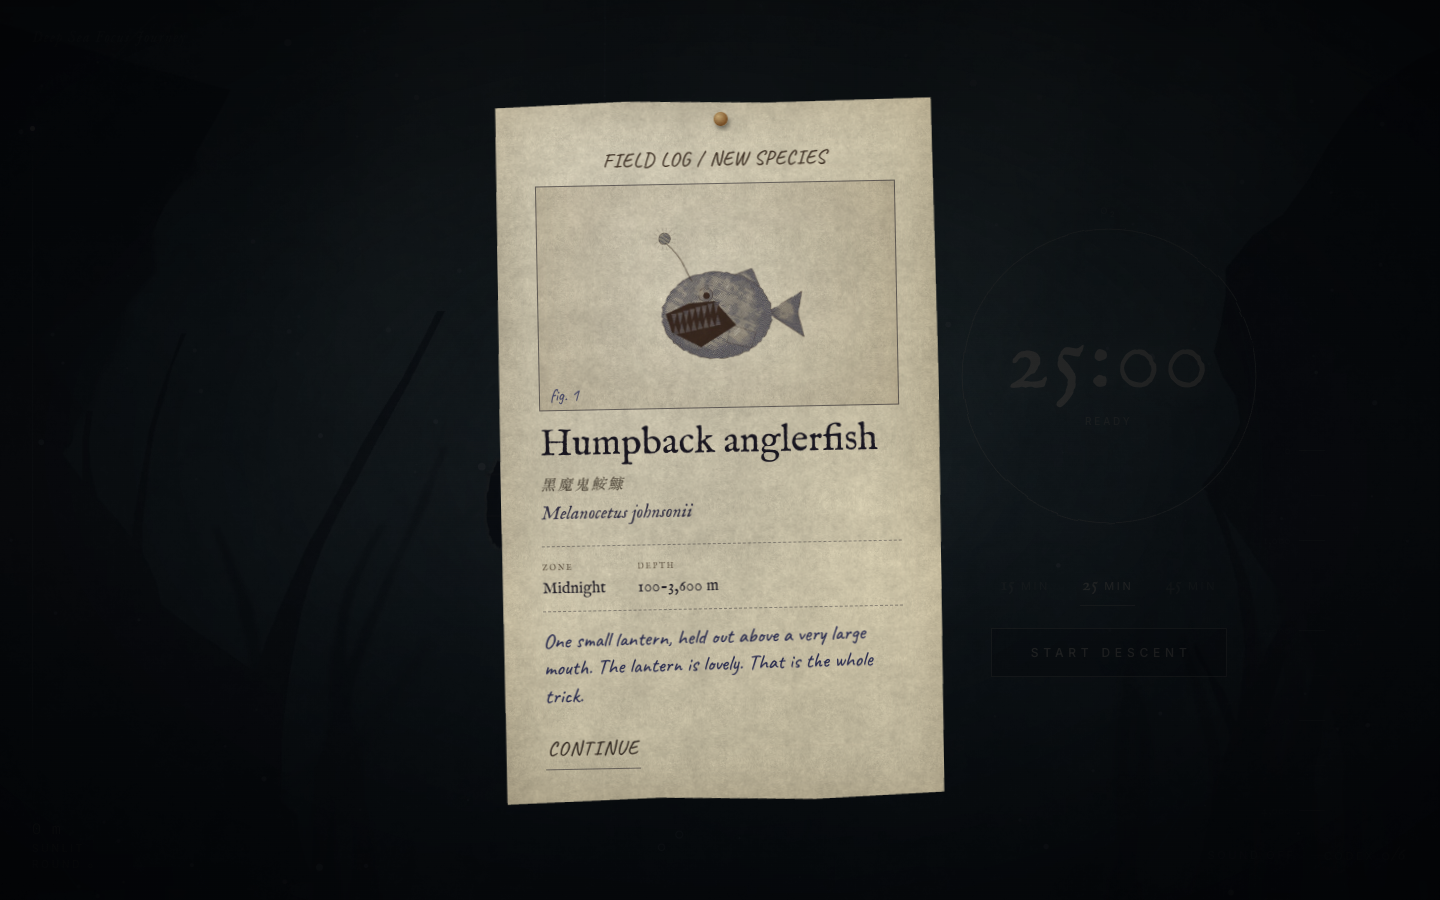 FIELD LOG / NEW SPECIES
fig. 1
Humpback anglerfish
黑魔鬼鮟鱇
Melanocetus johnsonii
ZONE DEPTH
Midnight 100–3,600 m
One small lantern, held out above a very large
mouth. The lantern is lovely. That is the whole
trick.
CONTINUE
25:00
READY
25 MIN
START DESCENT